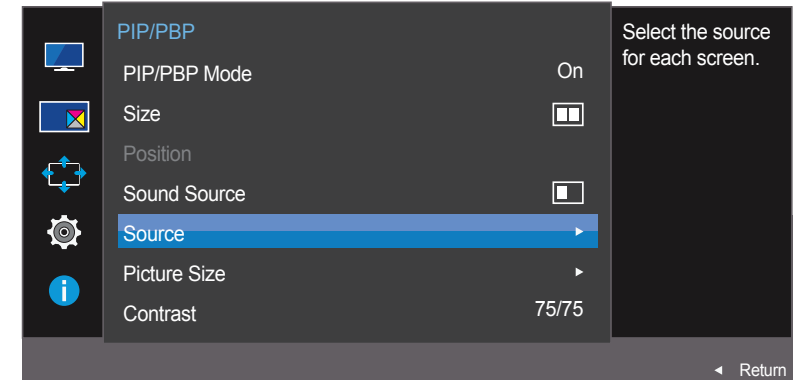 PIP/PBP
PIP/PBP Mode On
Size
Position
Sound Source
Source
Picture Size
Contrast 75/75
Select the source
for each screen.
Return